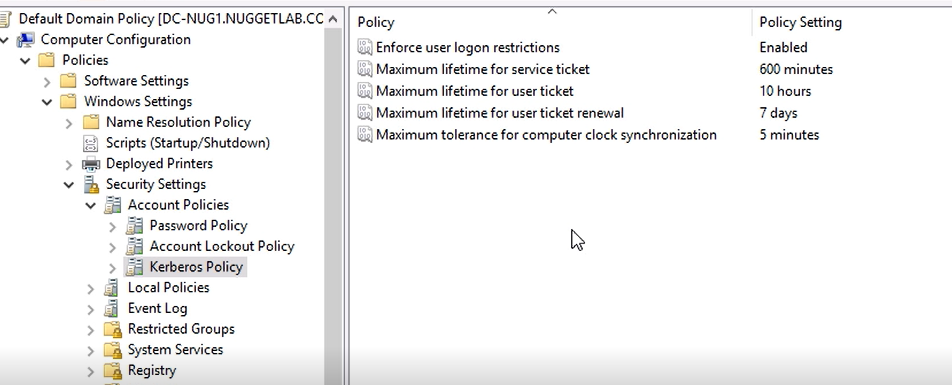 Default Domain Policy [DC-NUG1.NUGGETLAB.CO
Computer Configuration
Policies
Software Settings
Windows Settings
Name Resolution Policy
Scripts (Startup/Shutdown)
Deployed Printers
Security Settings
Account Policies
Password Policy
Account Lockout Policy
Kerberos Policy
Local Policies
Event Log
Restricted Groups
System Services
Registry
Policy Policy Setting
Enforce user logon restrictions Enabled
Maximum lifetime for service ticket 600 minutes
Maximum lifetime for user ticket 10 hours
Maximum lifetime for user ticket renewal 7 days
Maximum tolerance for computer clock synchronization 5 minutes